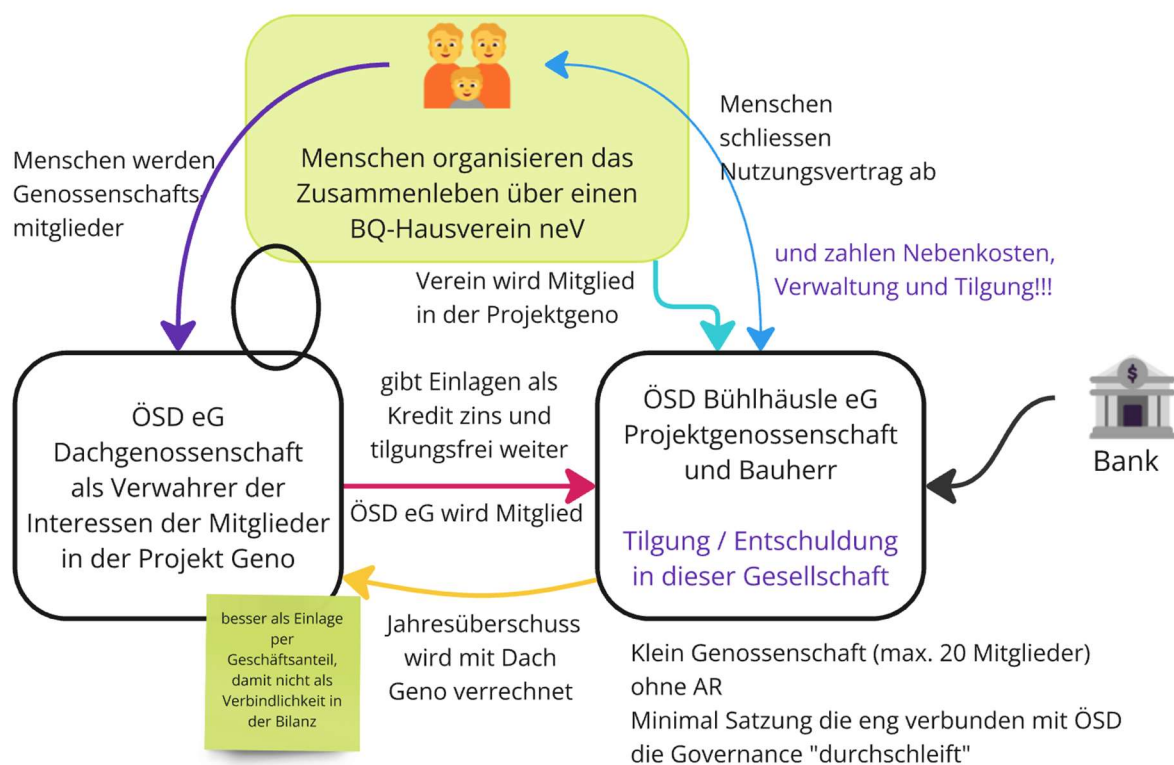 Menschen werden
Genossenschafts-
mitglieder
Menschen organisieren das
Zusammenleben über einen
BQ-Hausverein neV
Menschen
schliessen
Nutzungsvertrag ab
und zahlen Nebenkosten,
Verwaltung und Tilgung!!!
Verein wird Mitglied
in der Projektgeno
ÖSD eG
Dachgenossenschaft
als Verwahrer der
Interessen der Mitglieder
in der Projekt Geno
gibt Einlagen als
Kredit zins und
tilgungsfrei weiter
ÖSD eG wird Mitglied
ÖSD Bühlhäusle eG
Projektgenossenschaft
und Bauherr
Tilgung / Entschuldung
in dieser Gesellschaft
$
Bank
besser als Einlage
per
Geschäftsanteil,
damit nicht als
Verbindlichkeit in
der Bilanz
Jahresüberschuss
wird mit Dach
Geno verrechnet
Klein Genossenschaft (max. 20 Mitglieder)
ohne AR
Minimal Satzung die eng verbunden mit ÖSD
die Governance "durchschleift"